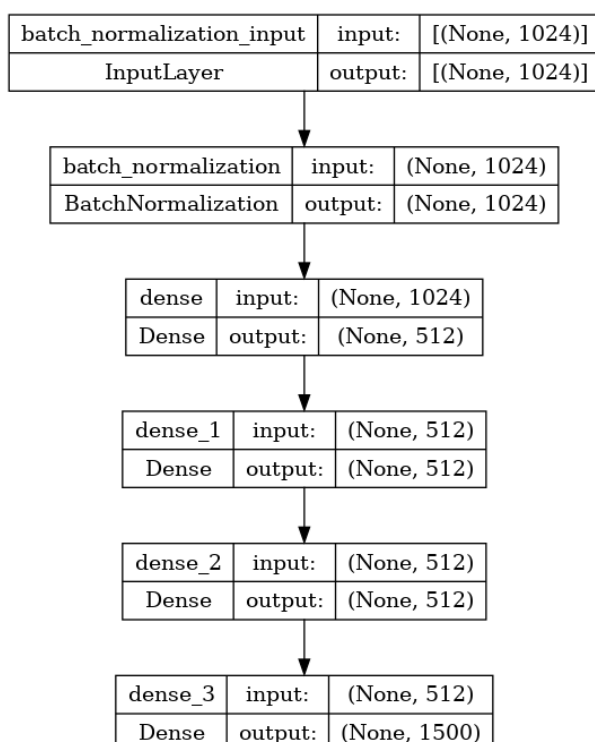 batch_normalization_input input: [(None, 1024)]
InputLayer output: [(None, 1024)]
batch_normalization input: (None, 1024)
BatchNormalization output: (None, 1024)
dense input: (None, 1024)
Dense output: (None, 512)
dense_1 input: (None, 512)
Dense output: (None, 512)
dense_2 input: (None, 512)
Dense output: (None, 512)
dense_3 input: (None, 512)
Dense output: (None, 1500)